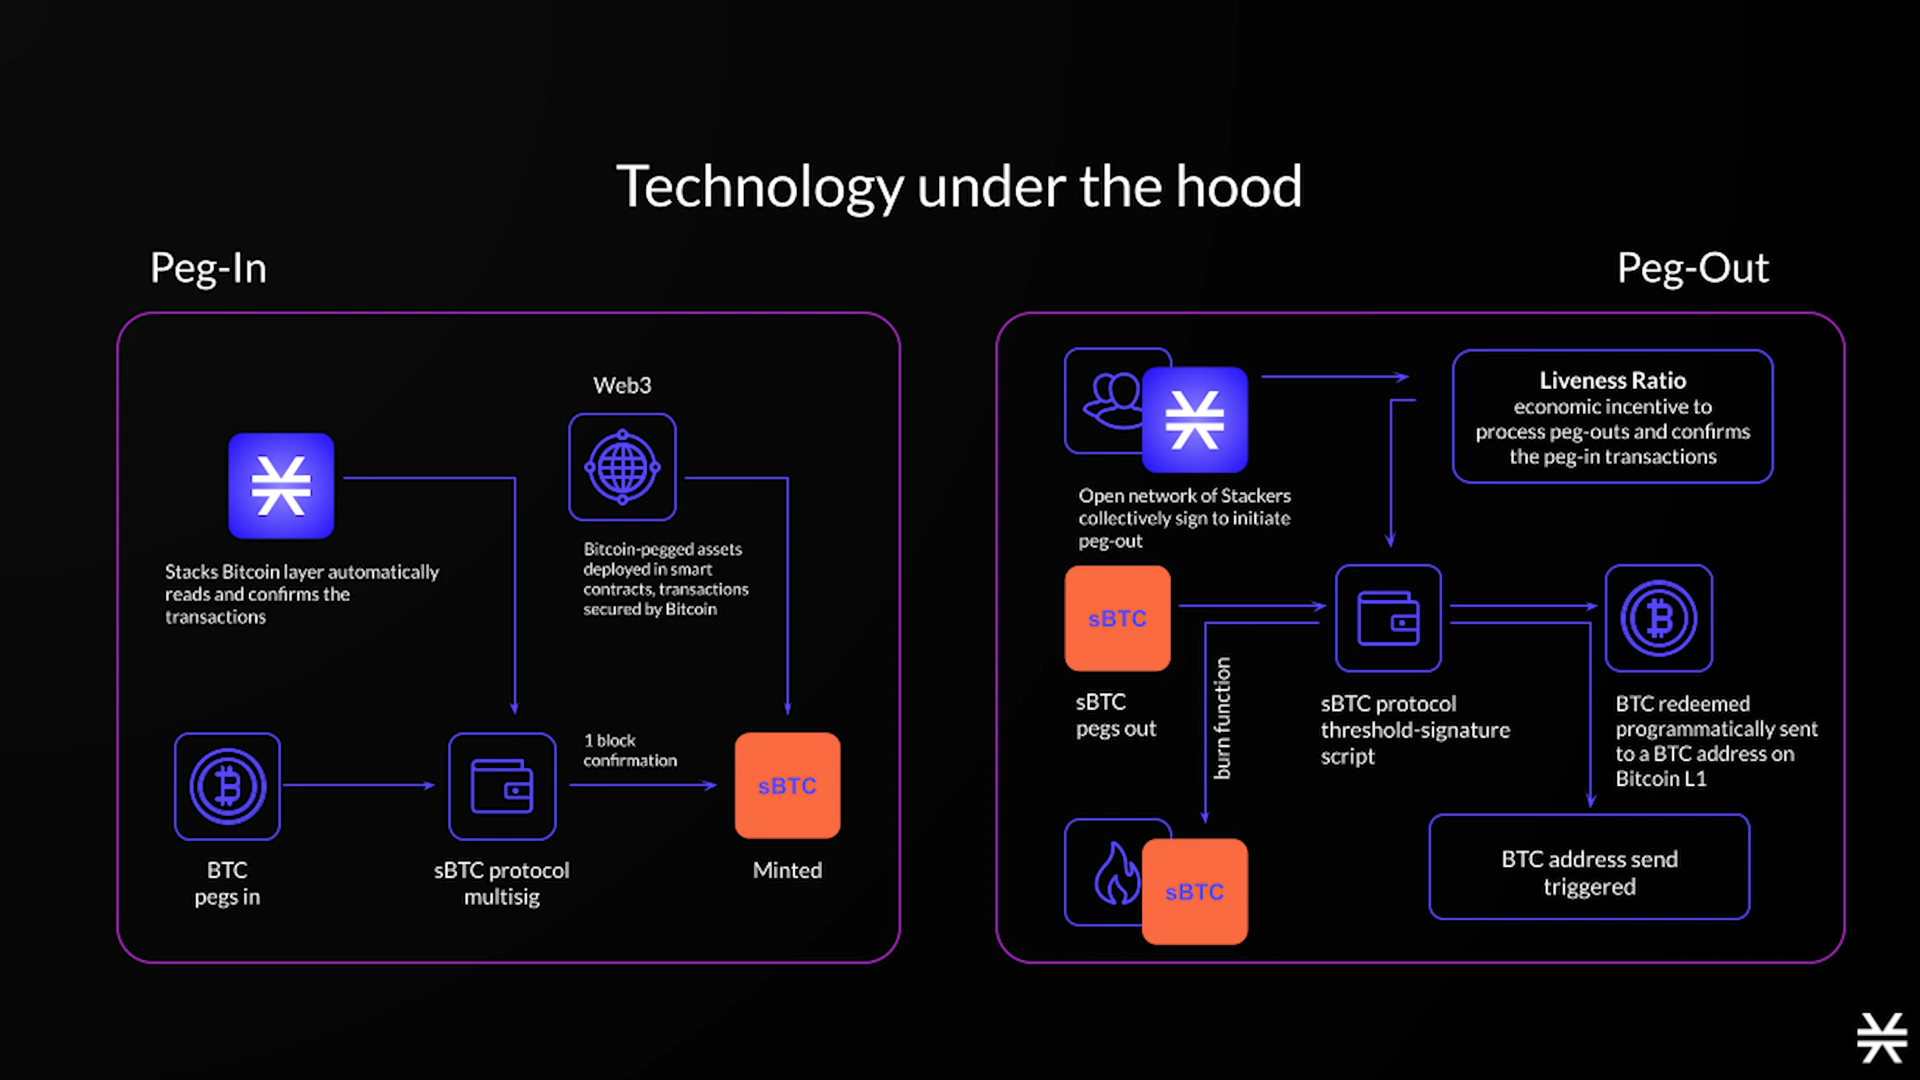 Technology under the hood
Peg-In
Web3
Stacks Bitcoin layer automatically
reads and confirms the
transactions
Bitcoin-pegged assets
deployed in smart
contracts, transactions
secured by Bitcoin
1 block
confirmation
sBTC
BTC
pegs in
sBTC protocol
multisig
Minted
Peg-Out
Liveness Ratio
economic incentive to
process peg-outs and confirms
the peg-in transactions
Open network of Stackers
collectively sign to initiate
peg-out
sBTC
sBTC
pegs out
burn function
sBTC protocol
threshold-signature
script
BTC redeemed
programmatically sent
to a BTC address on
Bitcoin L1
sBTC
BTC address send
triggered